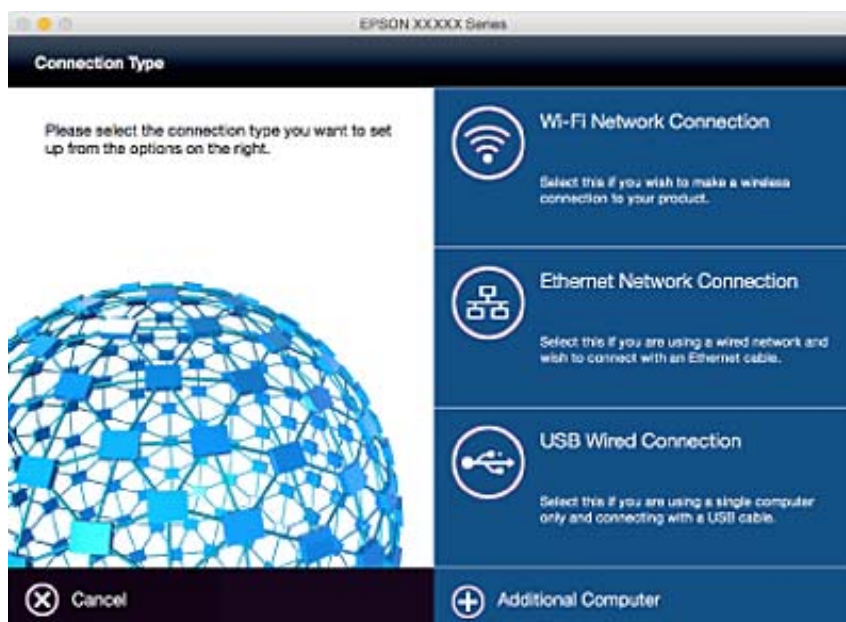 EPSON XXXXX Series
Connection Type
Please select the connection type you want to set
up from the options on the right.
Wi-Fi Network Connection
Select this if you wish to make a wireless
connection to your product.
Ethernet Network Connection
Select this if you are using a wired network and
wish to connect with an Ethernet cable.
USB Wired Connection
Select this if you are using a single computer
only and connecting with a USB cable.
Cancel
Additional Computer